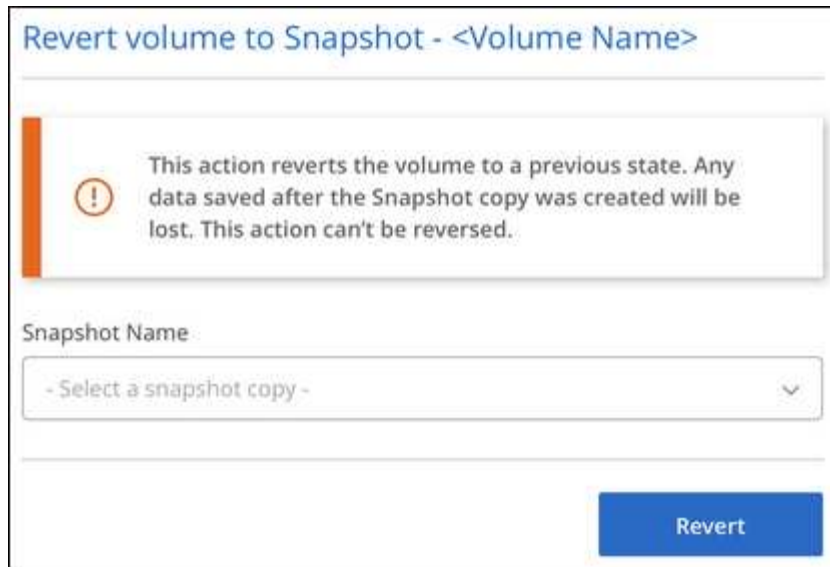 Revert volume to Snapshot - <Volume Name>
This action reverts the volume to a previous state. Any
data saved after the Snapshot copy was created will be
lost. This action can't be reversed.
Snapshot Name
- Select a snapshot copy -
Revert